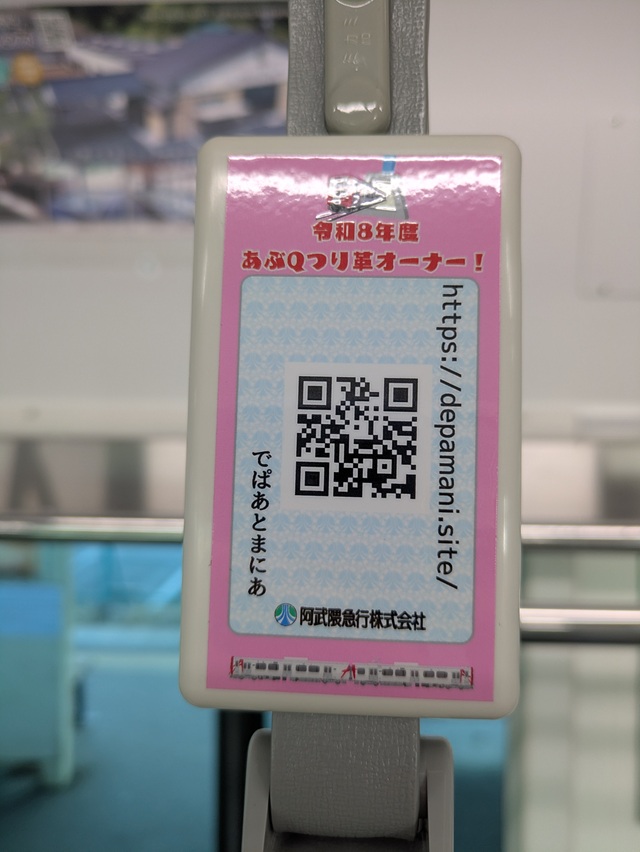 令和8年度
あぶQつり革オーナー！
https://depamani.site/
でぱあとまにあ
阿武隈急行株式会社